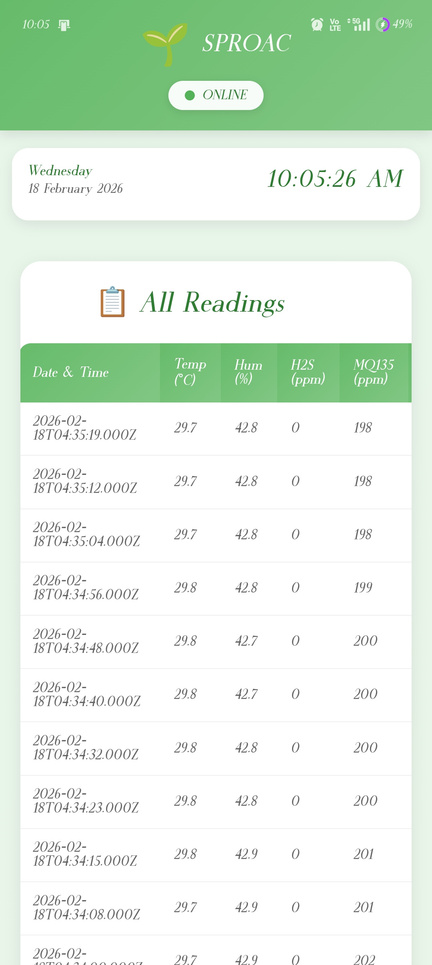 10:05 Vo LTE 5G 49%
SPROAC
ONLINE
Wednesday
18 February 2026
10:05:26 AM
All Readings
Date & Time Temp (°C) Hum (%) H2S (ppm) MQ135 (ppm)
2026-02-
18T04:35:19.000Z 29.7 42.8 0 198
2026-02-
18T04:35:12.000Z 29.7 42.8 0 198
2026-02-
18T04:35:04.000Z 29.7 42.8 0 198
2026-02-
18T04:34:56.000Z 29.8 42.8 0 199
2026-02-
18T04:34:48.000Z 29.8 42.7 0 200
2026-02-
18T04:34:40.000Z 29.8 42.7 0 200
2026-02-
18T04:34:32.000Z 29.8 42.8 0 200
2026-02-
18T04:34:23.000Z 29.8 42.8 0 200
2026-02-
18T04:34:15.000Z 29.8 42.9 0 201
2026-02-
18T04:34:08.000Z 29.7 42.9 0 201
2026-02-
29.7 42.9 0 202